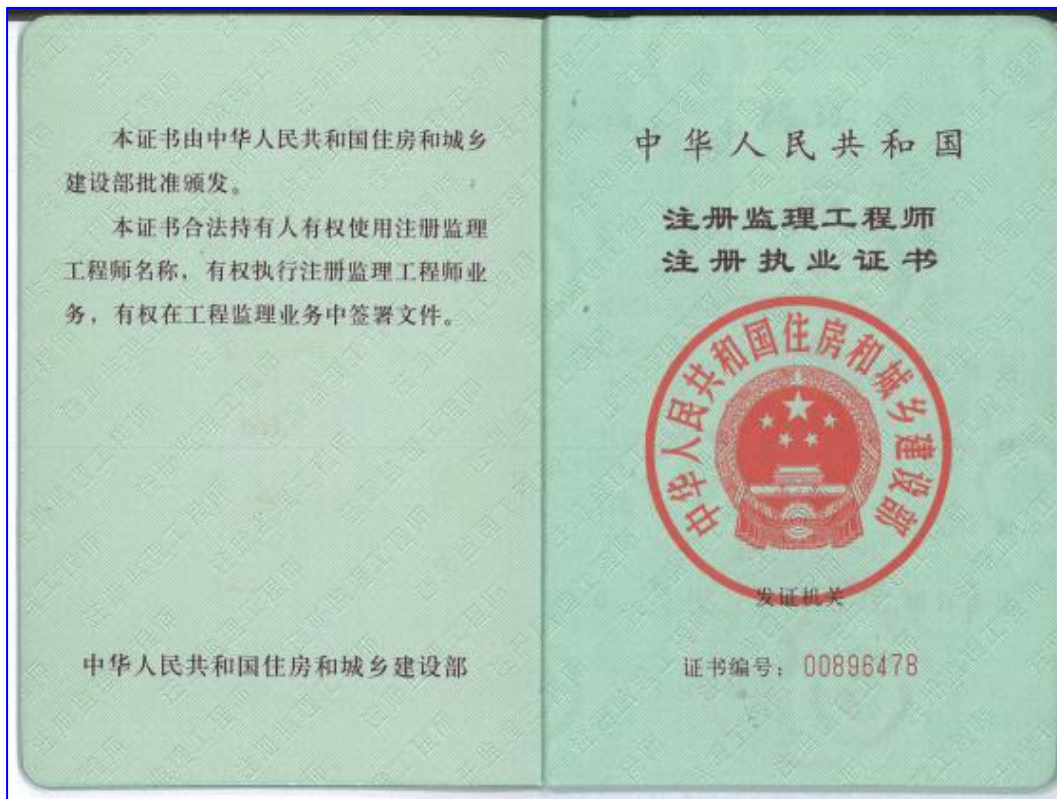 本证书由中华人民共和国住房和城乡
建设部批准颁发。
本证书合法持有人有权使用注册监理
工程师名称，有权执行注册监理工程师业
务，有权在工程监理业务中签署文件。
中华人民共和国住房和城乡建设部
中华人民共和国
注册监理工程师
注册执业证书
中华人民共和国住房和城乡建设部
发证机关
证书编号：00896478